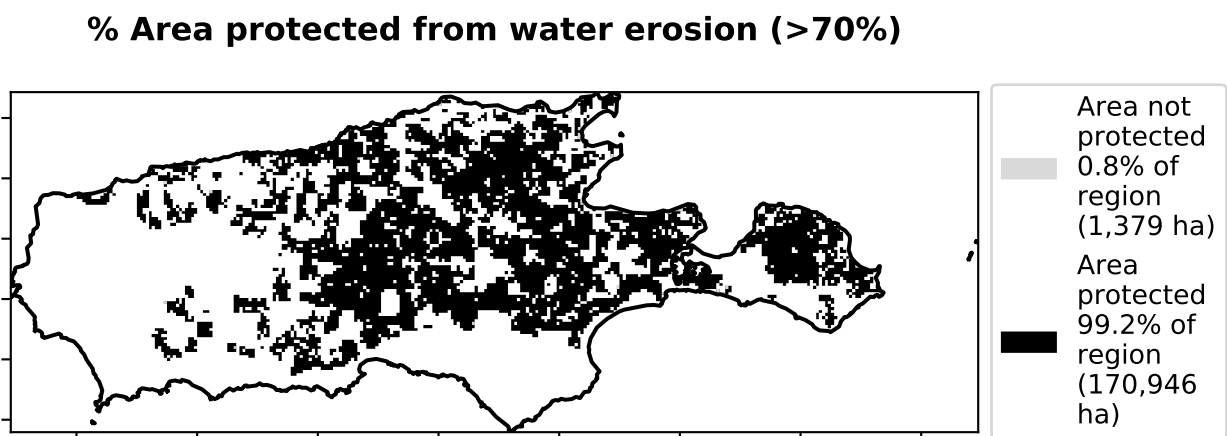 % Area protected from water erosion (>70%)
Area not
protected
0.8% of
region
(1,379 ha)
Area
protected
99.2% of
region
(170,946
ha)